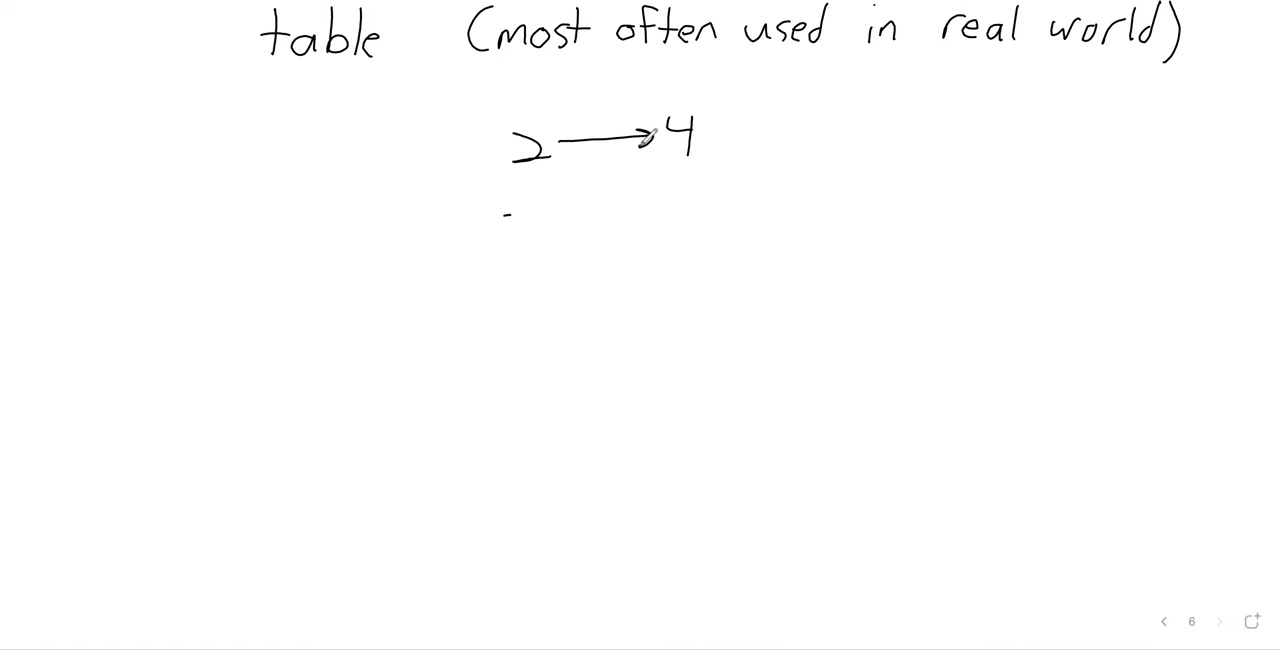 table (most often used in real world)
2 → 4
-
6